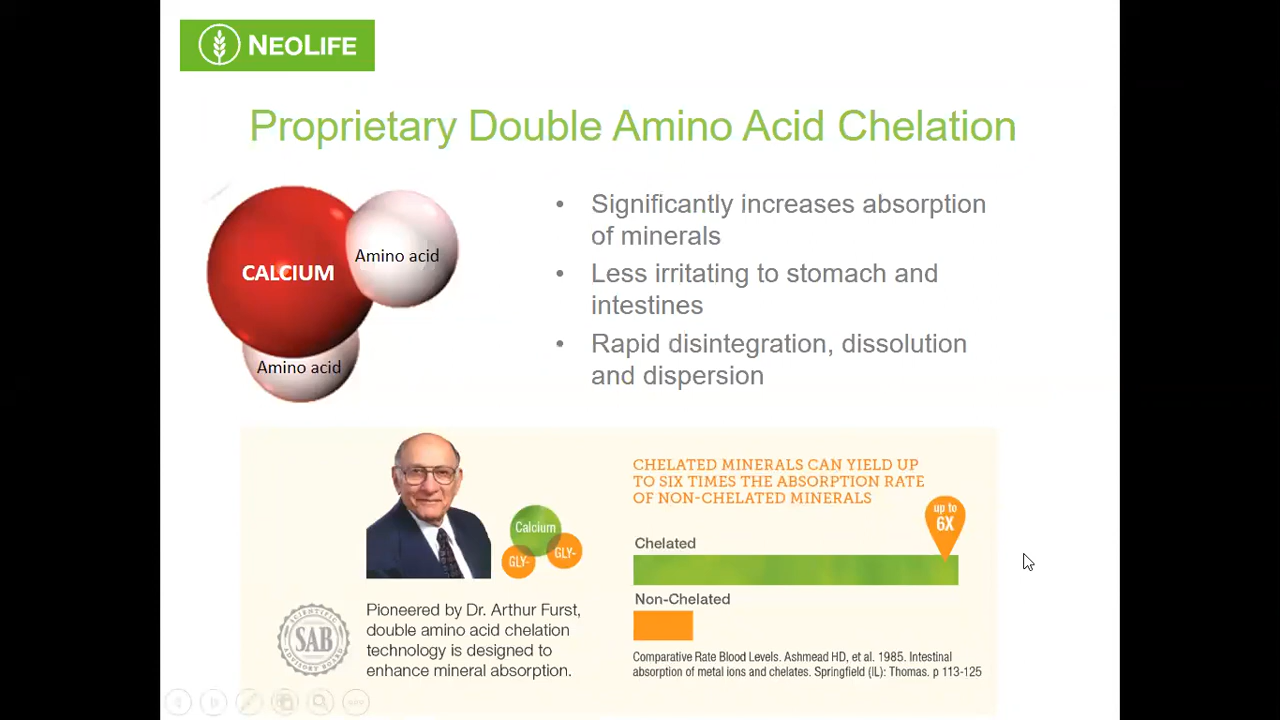 NEOLIFE
Proprietary Double Amino Acid Chelation
CALCIUM
Amino acid
Amino acid
• Significantly increases absorption
of minerals
• Less irritating to stomach and
intestines
• Rapid disintegration, dissolution
and dispersion
Calcium
GLY-
GLY-
SCIENTIFIC
SAB
ADVISORY BOARD
Pioneered by Dr. Arthur Furst,
double amino acid chelation
technology is designed to
enhance mineral absorption.
CHELATED MINERALS CAN YIELD UP
TO SIX TIMES THE ABSORPTION RATE
OF NON-CHELATED MINERALS
up to
6X
Chelated
Non-Chelated
Comparative Rate Blood Levels. Ashmead HD, et al. 1985. Intestinal
absorption of metal ions and chelates. Springfield (IL): Thomas. p 113-125